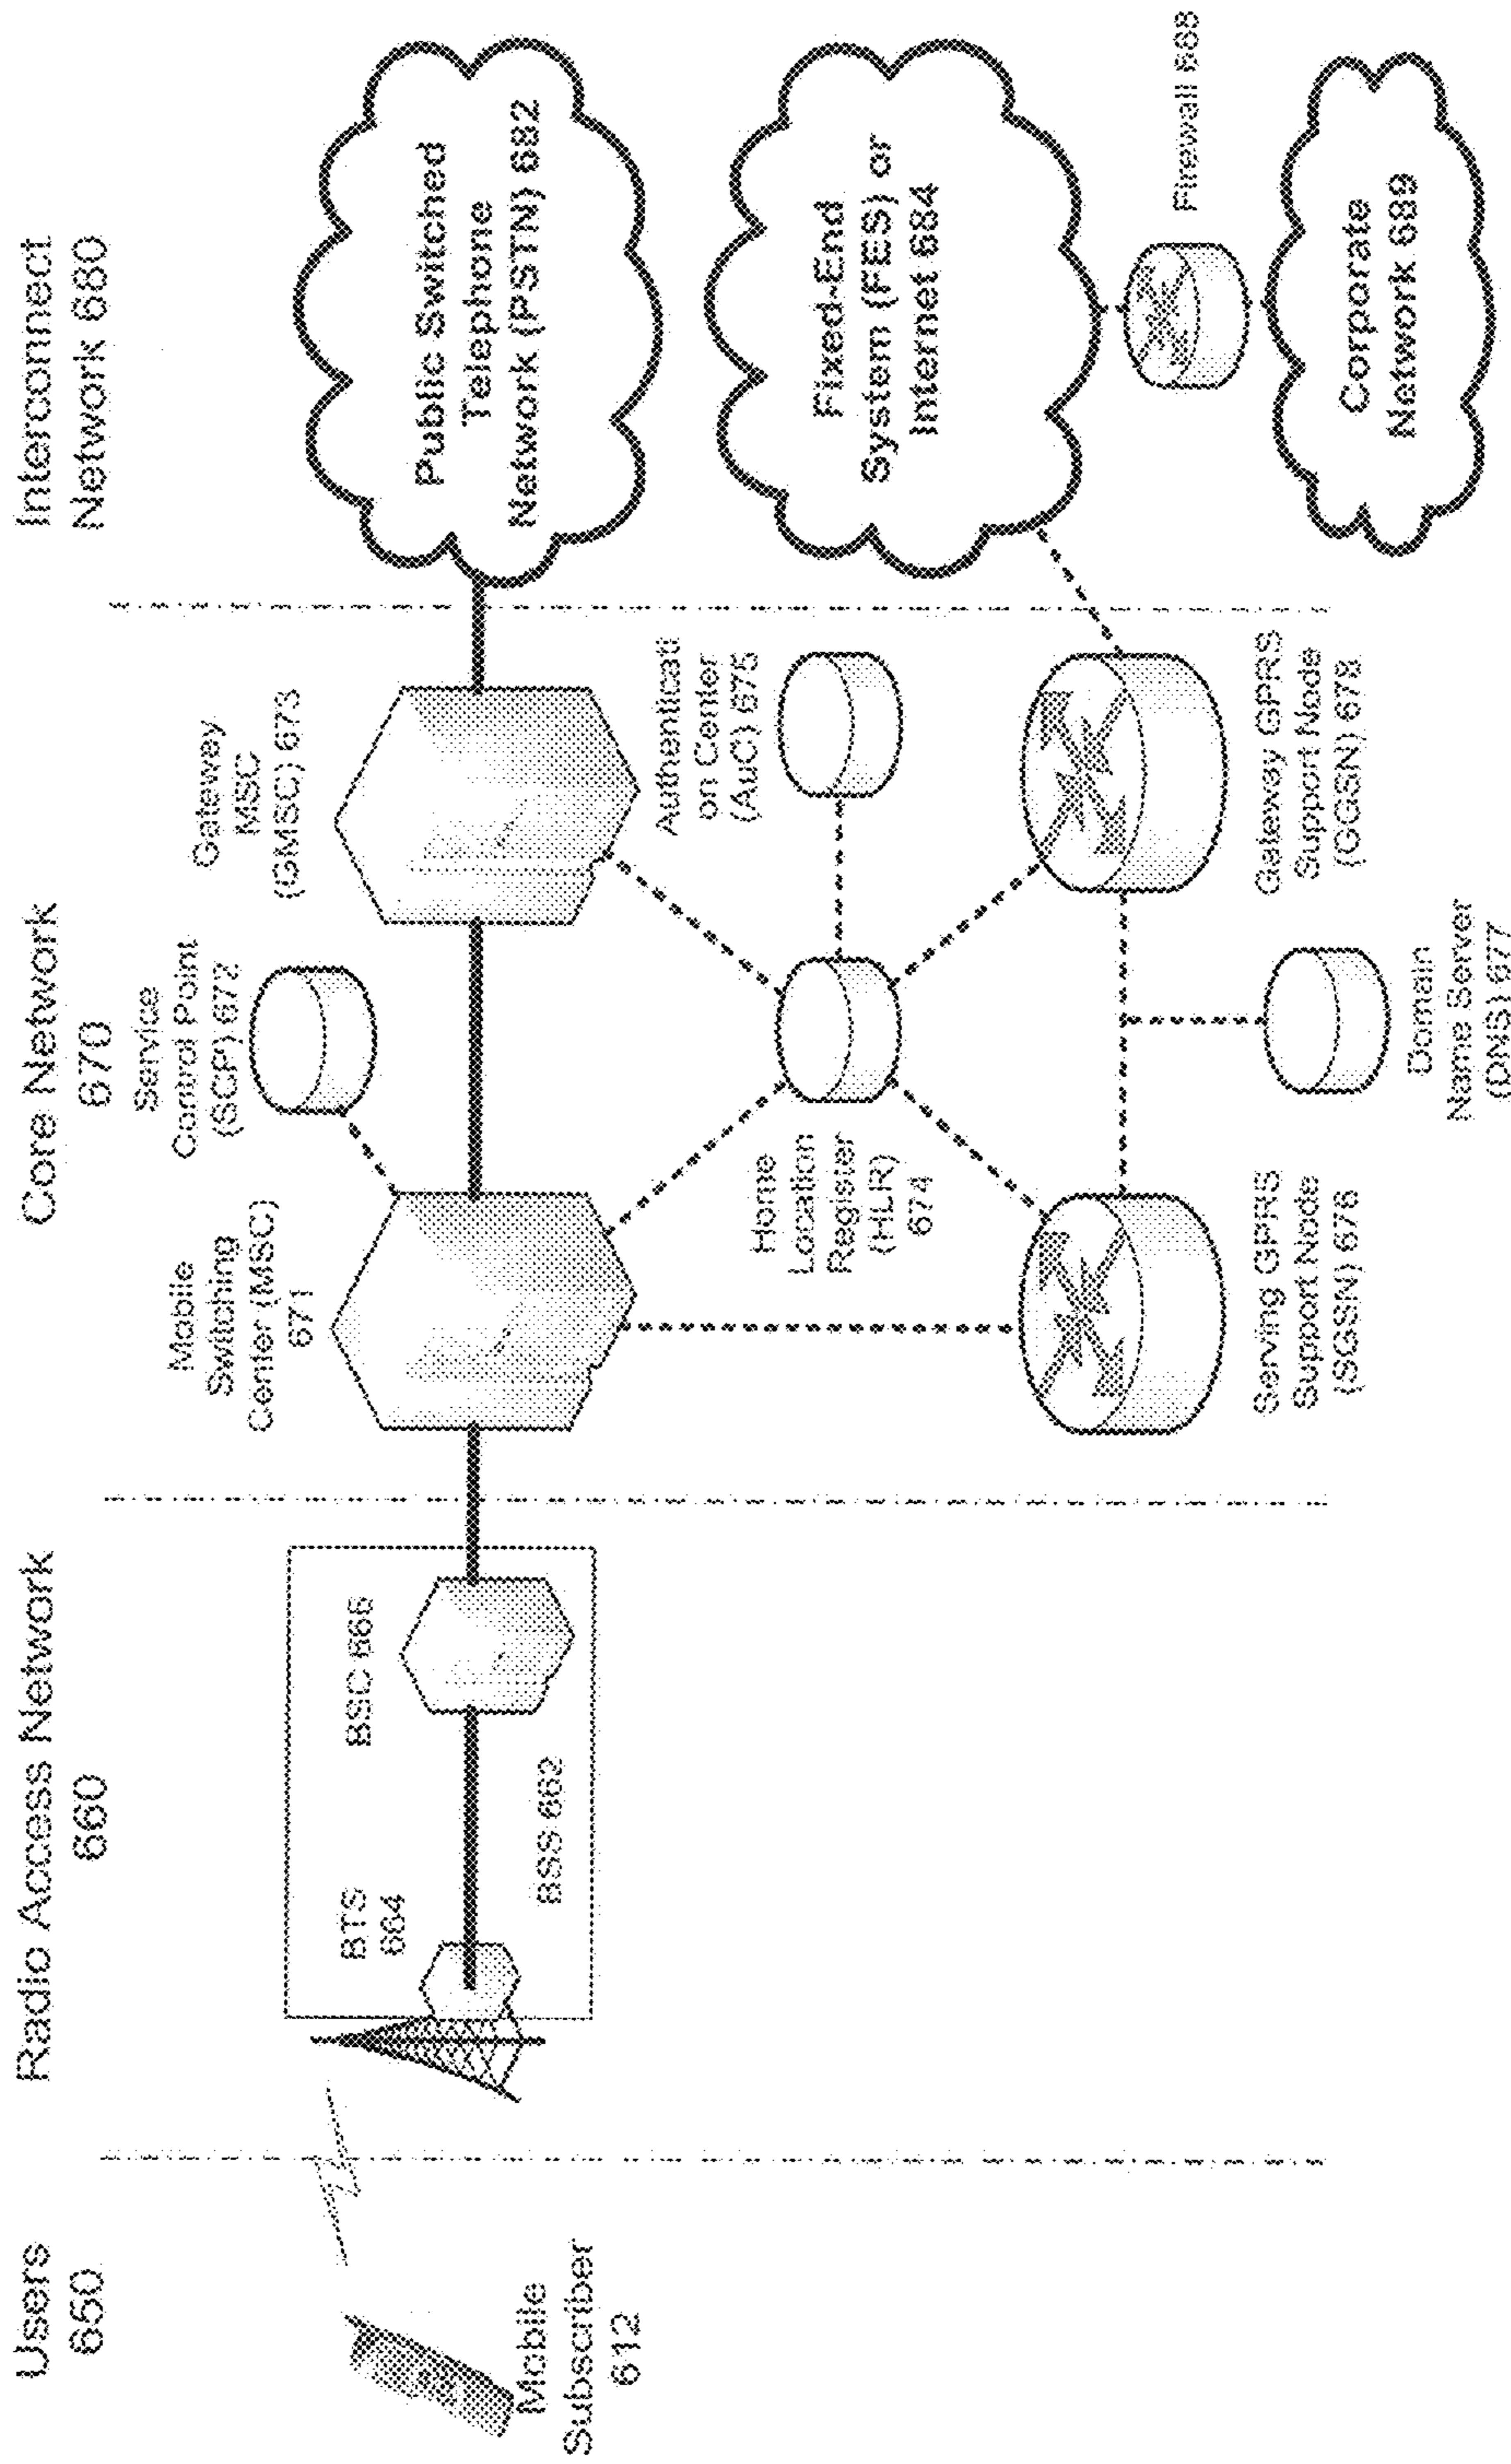 Users
650
Radio Access Network
660
Core Network
670
Interconnect
Network 680
Mobile
Subscriber
612
BTS
664
BSC 666
BSS 662
Mobile
Switching
Center (MSC)
671
Service
Control Point
(SCP) 672
Gateway
MSC
(GMSC) 673
Home
Location
Register
(HLR)
674
Authenticati
on Center
(AuC) 675
Serving GPRS
Support Node
(SGSN) 676
Domain
Name Server
(DNS) 677
Gateway GPRS
Support Node
(GGSN) 678
Public Switched
Telephone
Network (PSTN) 682
Fixed-End
System (FES) or
Internet 684
Firewall 688
Corporate
Network 689